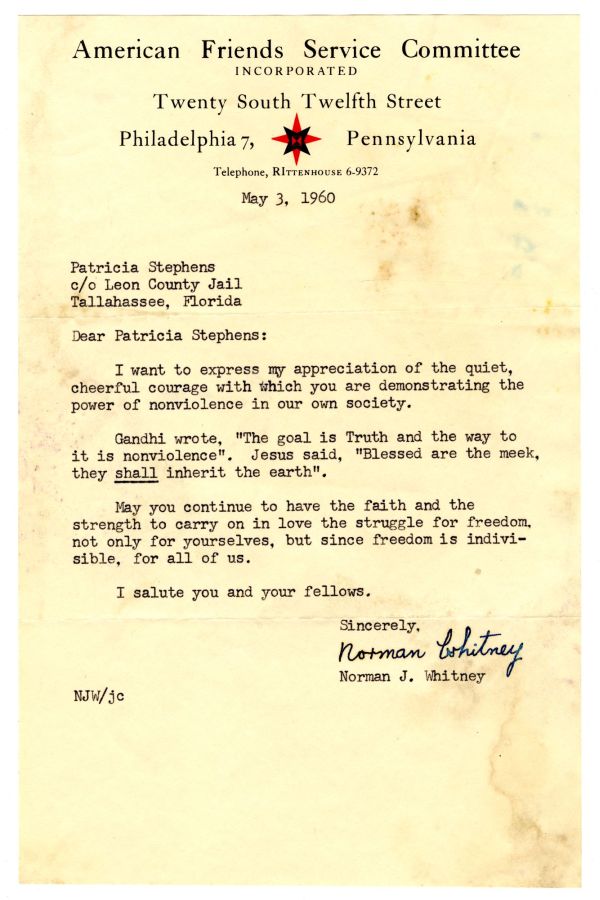 American Friends Service Committee
INCORPORATED
Twenty South Twelfth Street
Philadelphia 7, Pennsylvania
Telephone, RITTENHOUSE 6-9372
May 3, 1960
Patricia Stephens
c/o Leon County Jail
Tallahassee, Florida
Dear Patricia Stephens:
I want to express my appreciation of the quiet,
cheerful courage with which you are demonstrating the
power of nonviolence in our own society.
Gandhi wrote, "The goal is Truth and the way to
it is nonviolence". Jesus said, "Blessed are the meek,
they shall inherit the earth".
May you continue to have the faith and the
strength to carry on in love the struggle for freedom,
not only for yourselves, but since freedom is indivi-
sible, for all of us.
I salute you and your fellows.
Sincerely,
Norman Whitney
Norman J. Whitney
NJW/jc